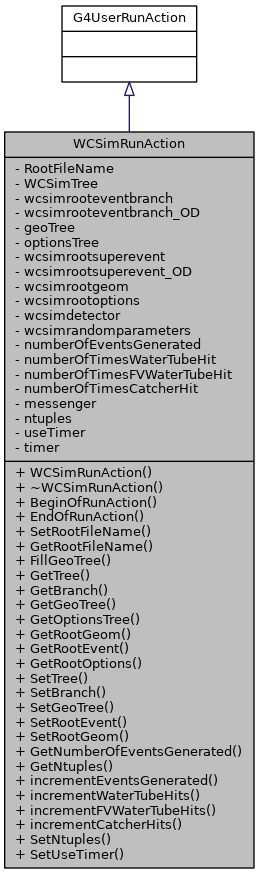 G4UserRunAction
WCSimRunAction
- RootFileName
- WCSimTree
- wcsimrooteventbranch
- wcsimrooteventbranch_OD
- geoTree
- optionsTree
- wcsimrootsuperevent
- wcsimrootsuperevent_OD
- wcsimrootgeom
- wcsimrootoptions
- wcsimdetector
- wcsimrandomparameters
- numberOfEventsGenerated
- numberOfTimesWaterTubeHit
- numberOfTimesFVWaterTubeHit
- numberOfTimesCatcherHit
- messenger
- ntuples
- useTimer
- timer
+ WCSimRunAction()
+ ~WCSimRunAction()
+ BeginOfRunAction()
+ EndOfRunAction()
+ SetRootFileName()
+ GetRootFileName()
+ FillGeoTree()
+ GetTree()
+ GetBranch()
+ GetGeoTree()
+ GetOptionsTree()
+ GetRootGeom()
+ GetRootEvent()
+ GetRootOptions()
+ SetTree()
+ SetBranch()
+ SetGeoTree()
+ SetRootEvent()
+ SetRootGeom()
+ GetNumberOfEventsGenerated()
+ GetNtuples()
+ incrementEventsGenerated()
+ incrementWaterTubeHits()
+ incrementFVWaterTubeHits()
+ incrementCatcherHits()
+ SetNtuples()
+ SetUseTimer()